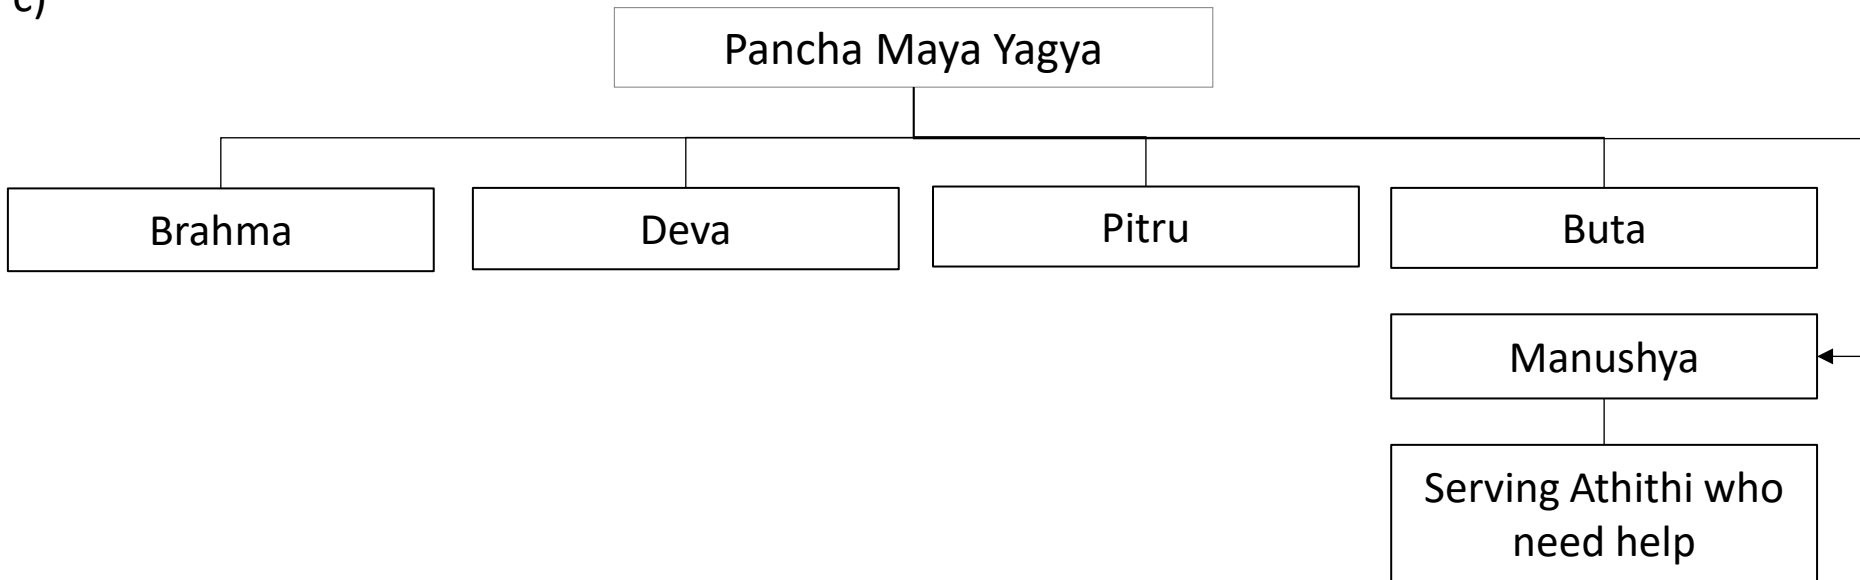 c)
Pancha Maya Yagya
Brahma
Deva
Pitru
Buta
Manushya
Serving Athithi who
need help